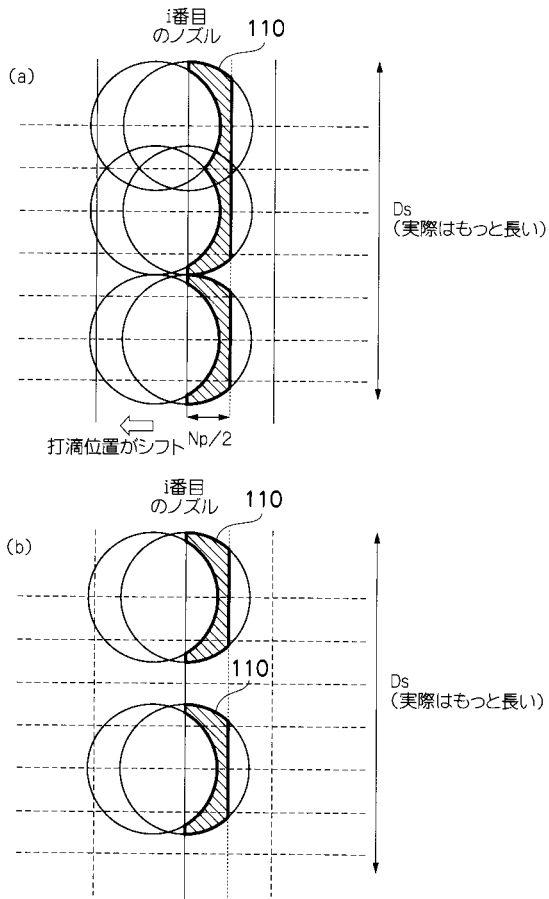 i番目
のノズル
110
(a)
Ds
(実際はもっと長い)
Np/2
打滴位置がシフト
i番目
のノズル
110
(b)
110
Ds
(実際はもっと長い)